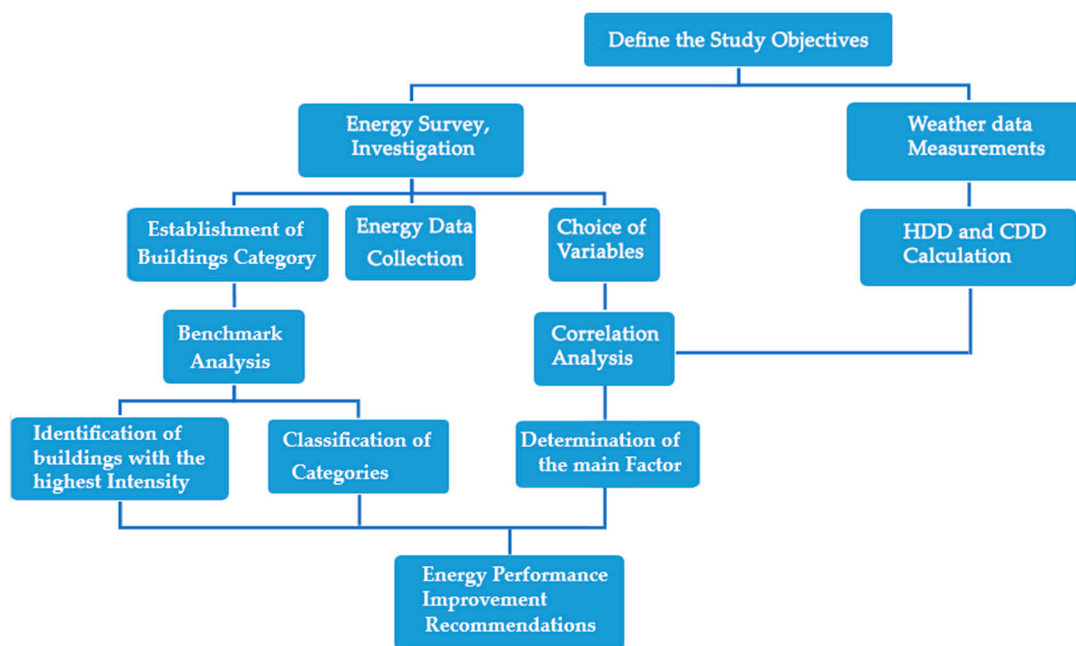 Define the Study Objectives
Energy Survey,
Investigation
Weather data
Measurements
Establishment of
Buildings Category
Energy Data
Collection
Choice of
Variables
HDD and CDD
Calculation
Benchmark
Analysis
Correlation
Analysis
Identification of
buildings with the
highest Intensity
Classification of
Categories
Determination of
the main Factor
Energy Performance
Improvement
Recommendations